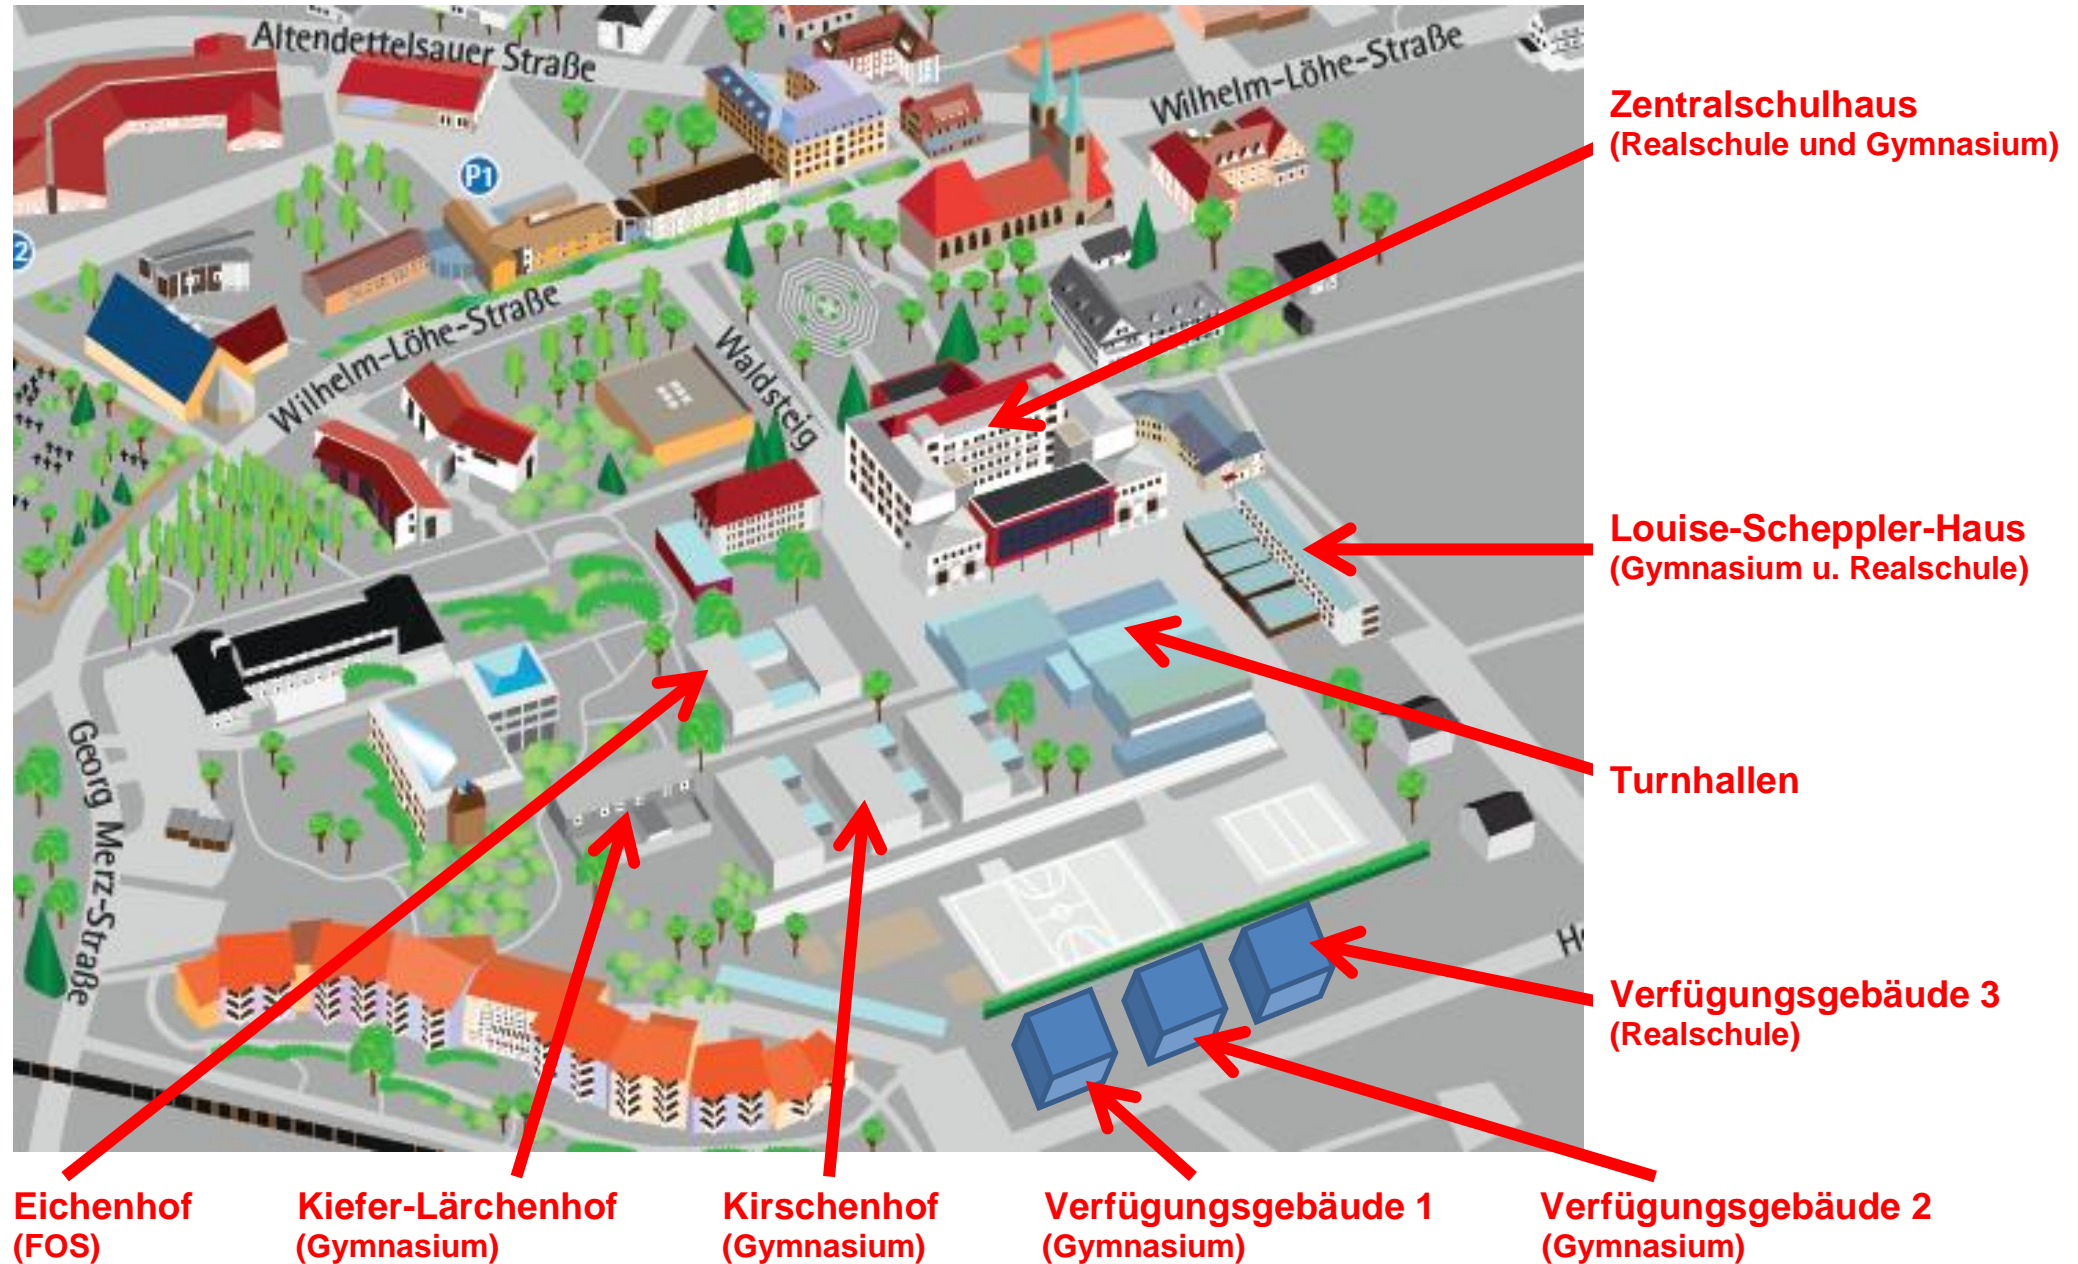 Altendettelsauer Straße
Wilhelm-Löhe-Straße
Zentralschulhaus
(Realschule und Gymnasium)
P1
2
Wilhelm-Löhe-Straße
Waldsteig
Louise-Scheppler-Haus
(Gymnasium u. Realschule)
Georg Merz-Straße
Turnhallen
Verfügungsgebäude 3
(Realschule)
Eichenhof
(FOS)
Kiefer-Lärchenhof
(Gymnasium)
Kirschenhof
(Gymnasium)
Verfügungsgebäude 1
(Gymnasium)
Verfügungsgebäude 2
(Gymnasium)